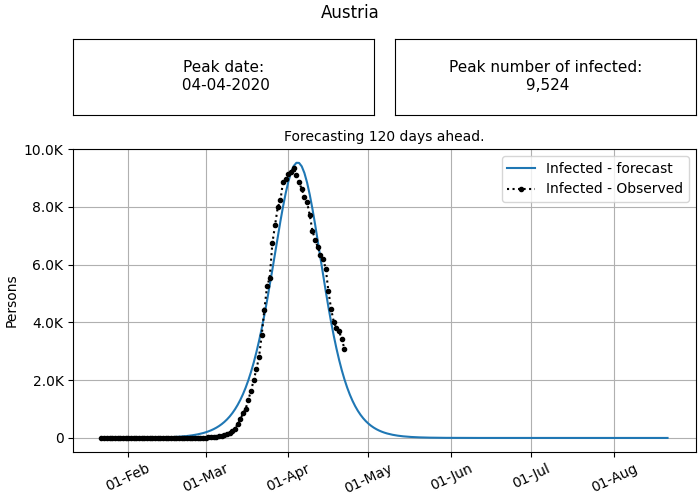 Austria
Peak date:
04-04-2020
Peak number of infected:
9,524
Forecasting 120 days ahead.
Infected - forecast
Infected - Observed
10.0K
8.0K
6.0K
4.0K
2.0K
0
Persons
01-Feb
01-Mar
01-Apr
01-May
01-Jun
01-Jul
01-Aug